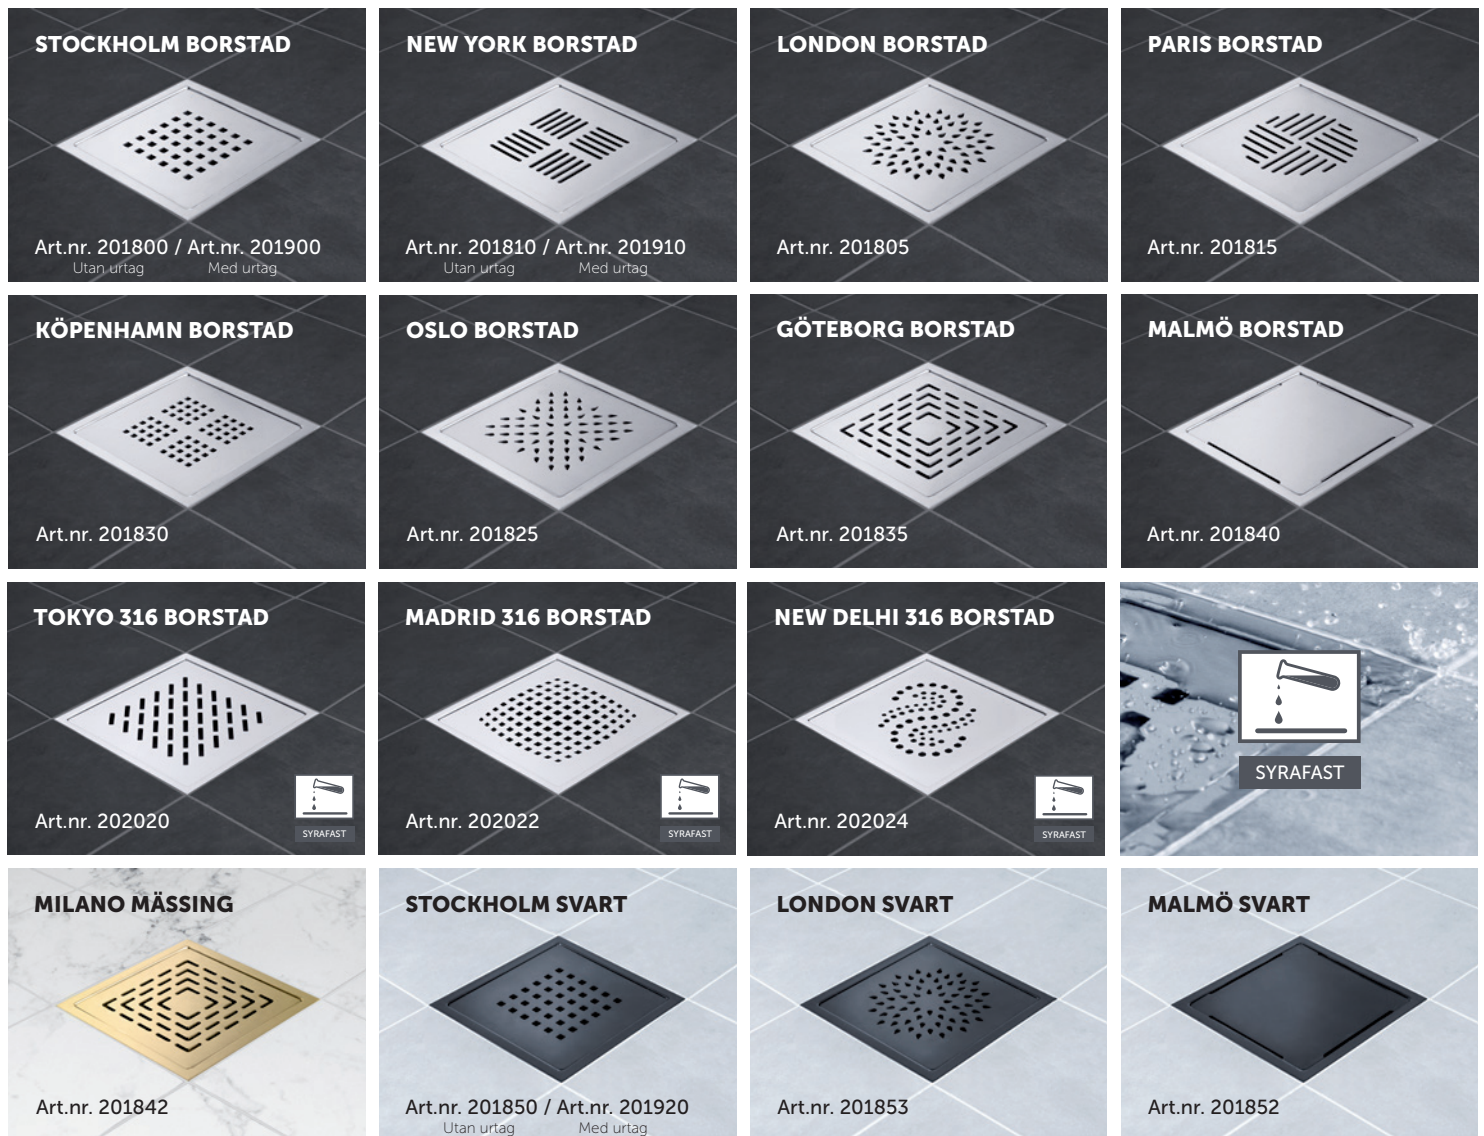 STOCKHOLM BORSTAD
Art.nr. 201800 / Art.nr. 201900
Utan urtag Med urtag
NEW YORK BORSTAD
Art.nr. 201810 / Art.nr. 201910
Utan urtag Med urtag
LONDON BORSTAD
Art.nr. 201805
PARIS BORSTAD
Art.nr. 201815
KÖPENHAMN BORSTAD
Art.nr. 201830
OSLO BORSTAD
Art.nr. 201825
GÖTEBORG BORSTAD
Art.nr. 201835
MALMÖ BORSTAD
Art.nr. 201840
TOKYO 316 BORSTAD
Art.nr. 202020
SYRAFAST
MADRID 316 BORSTAD
Art.nr. 202022
SYRAFAST
NEW DELHI 316 BORSTAD
Art.nr. 202024
SYRAFAST
SYRAFAST
MILANO MÄSSING
Art.nr. 201842
STOCKHOLM SVART
Art.nr. 201850 / Art.nr. 201920
Utan urtag Med urtag
LONDON SVART
Art.nr. 201853
MALMÖ SVART
Art.nr. 201852